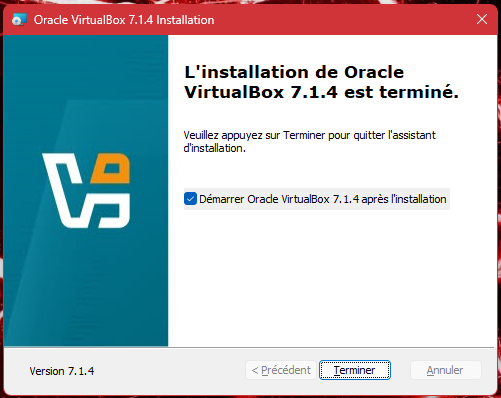 Oracle VirtualBox 7.1.4 Installation
L'installation de Oracle
VirtualBox 7.1.4 est terminé.
Veuillez appuyez sur Terminer pour quitter l'assistant
d'installation.
Démarrer Oracle VirtualBox 7.1.4 après l'installation
Version 7.1.4
< Précédent
Terminer
Annuler